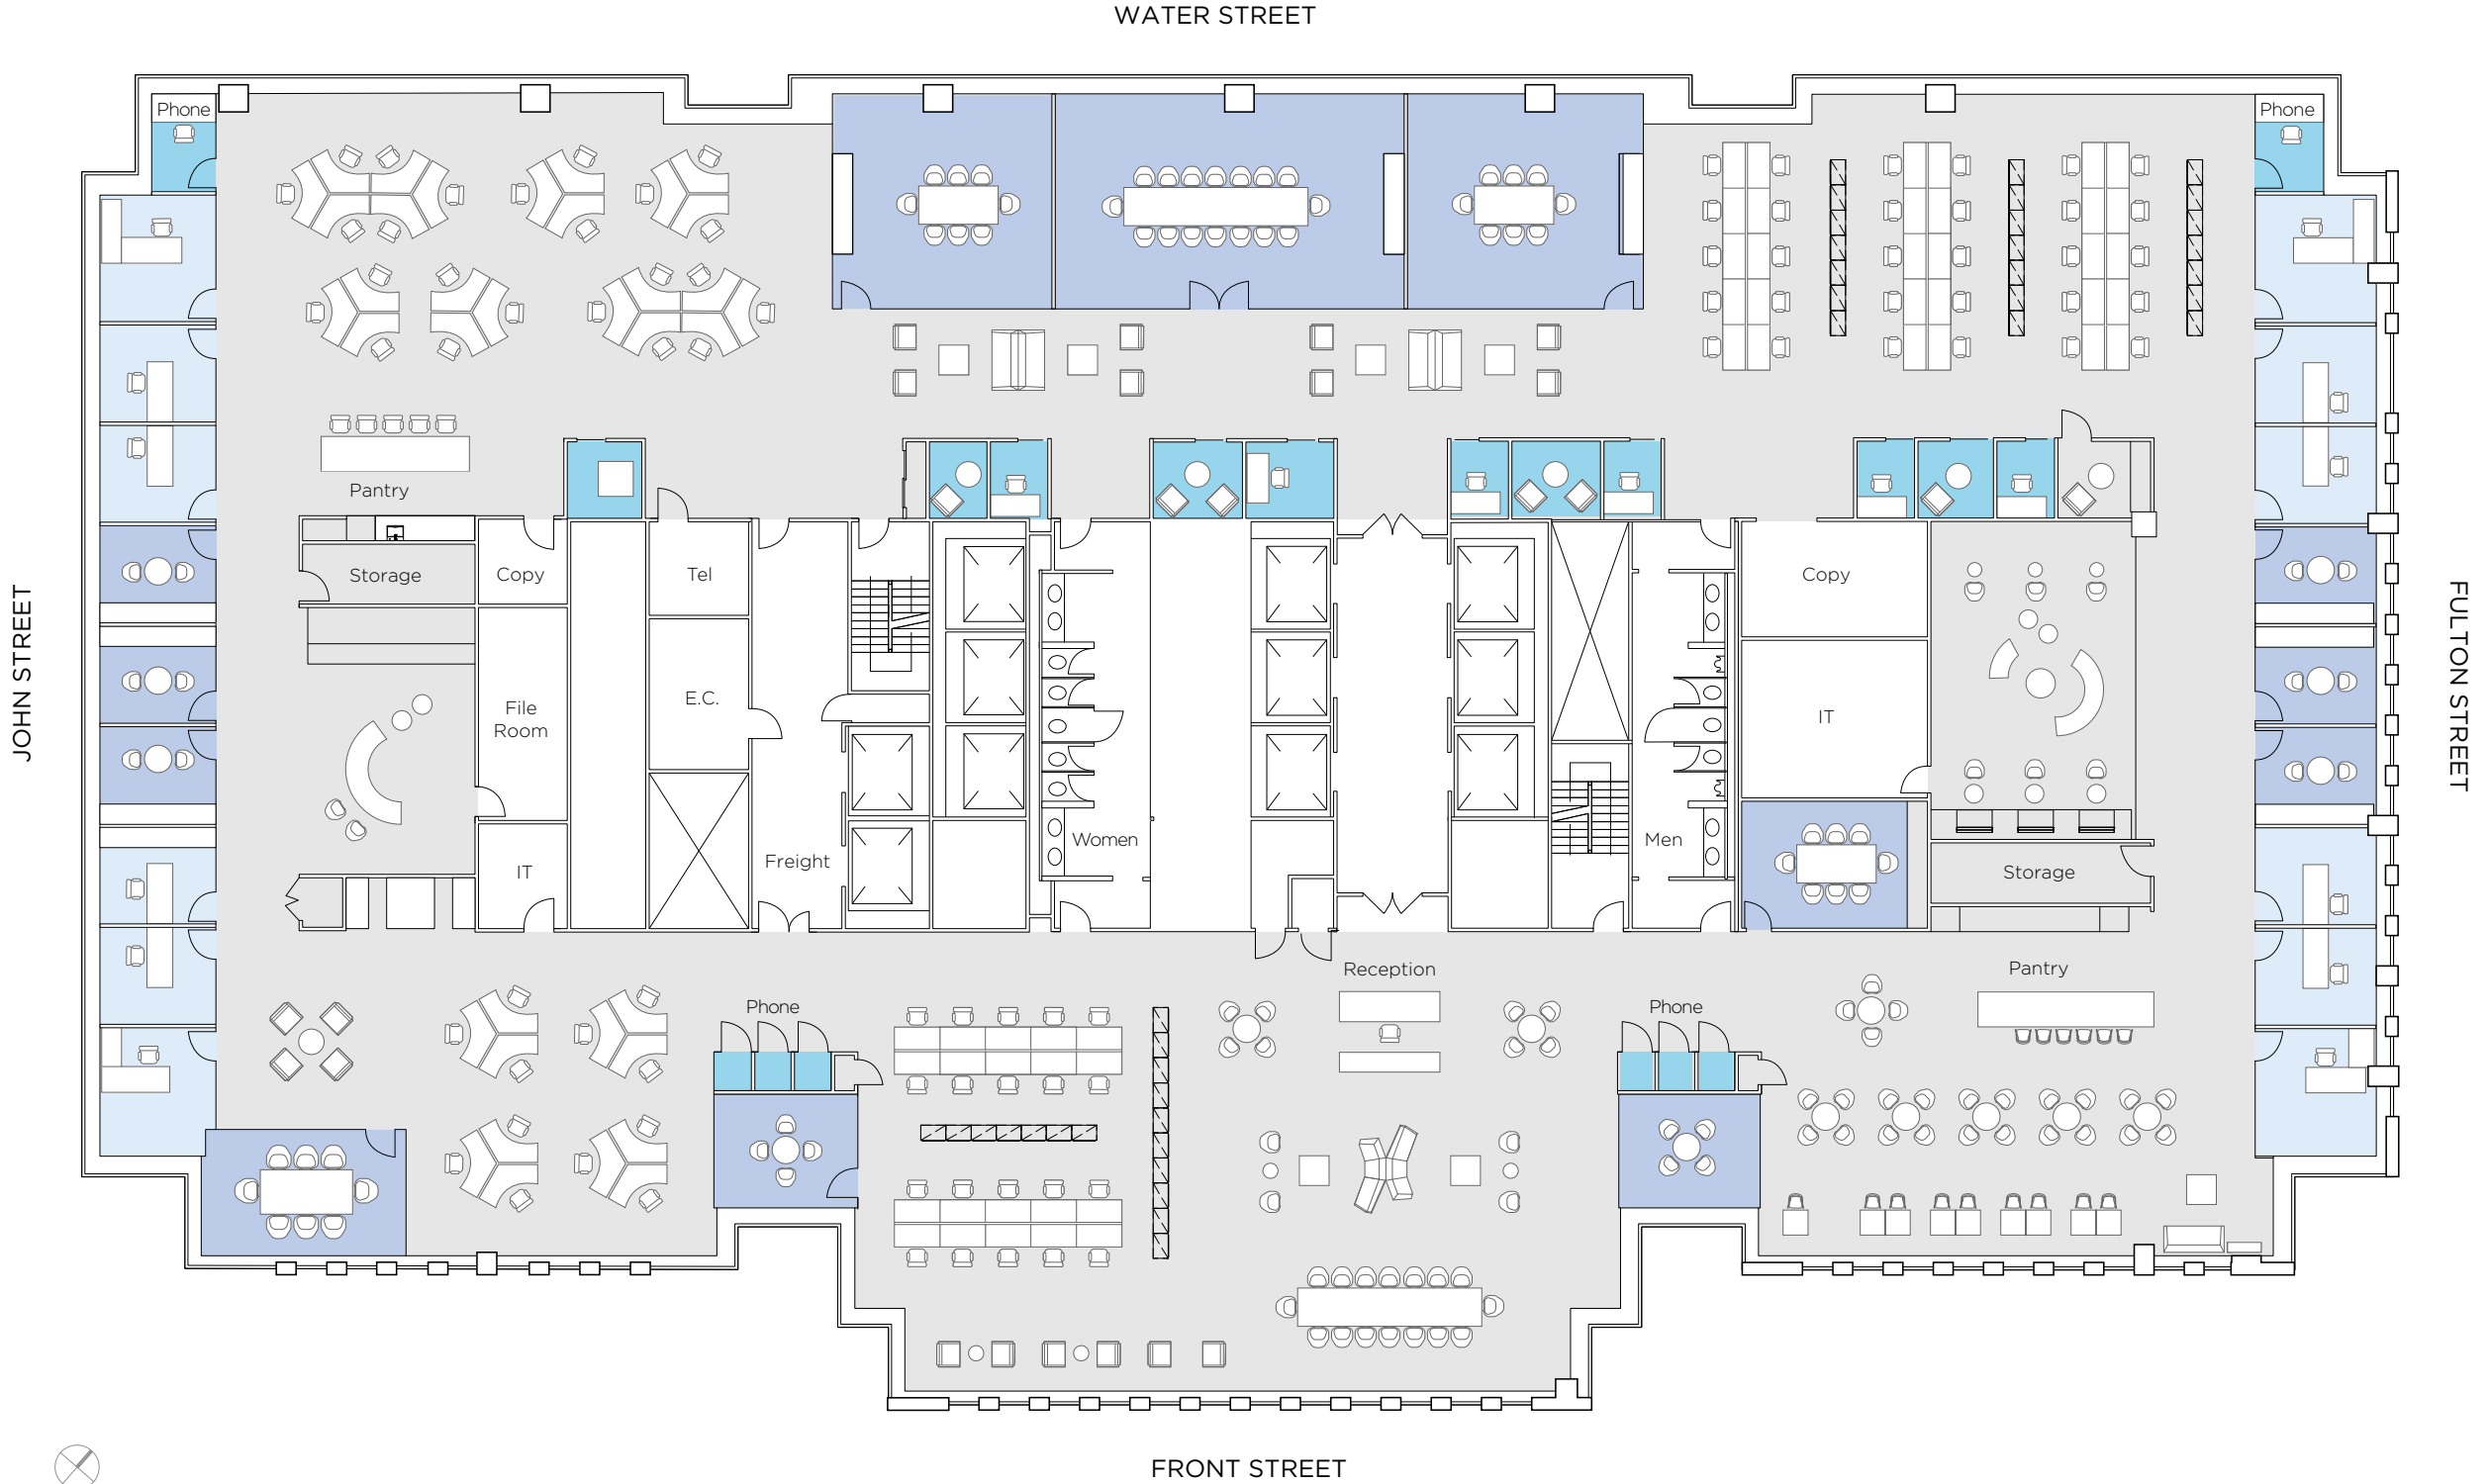 WATER STREET
Phone
Phone
Pantry
Storage
Copy
Tel
Copy
JOHN STREET
FULTON STREET
File
Room
E.C.
IT
Women
Men
Freight
IT
Storage
Reception
Pantry
Phone
Phone
FRONT STREET